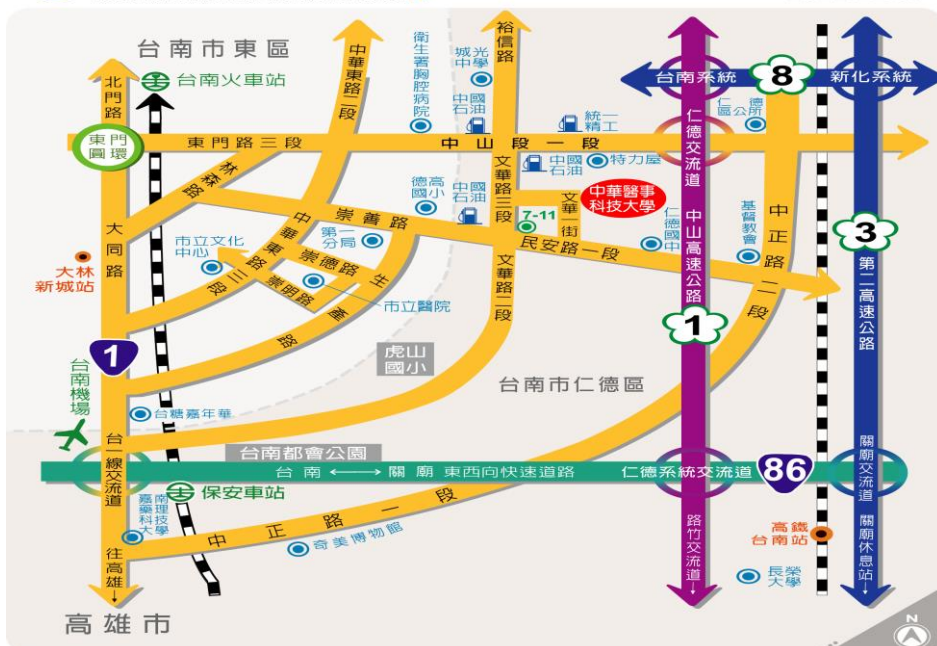 台南市東區
台南火車站
北門路
東門
圓環
東門路三段
中華東路二段
衛生署胸腔病院
城光
中學
中國
石油
裕信路
統一
精工
中山段一段
台南系統
8
新化系統
仁德
區公所
仁德交流道
林森路
德高
國小
中國
石油
文華路三段
中國
石油
特力屋
中華醫事
科技大學
文華一街
7-11
崇善路
民安路一段
仁德國中
基督教會
中正路二段
中山高速公路
3
第二高速公路
大同路
大林
新城站
市立文化
中心
中華東路三段
第一
分局
崇德路
崇明路
市立醫院
生產路
文華路二段
1
1
虎山
國小
台南市仁德區
台南機場
台糖嘉年華
台南都會公園
台一線交流道
台南
關廟 東西向快速道路
仁德系統交流道
86
關廟交流道
保安車站
嘉南
藥理
科技
大學
中正路一段
奇美博物館
路竹交流道
高鐵
台南站
長榮
大學
關廟休息站→
往高雄→
高雄市
N